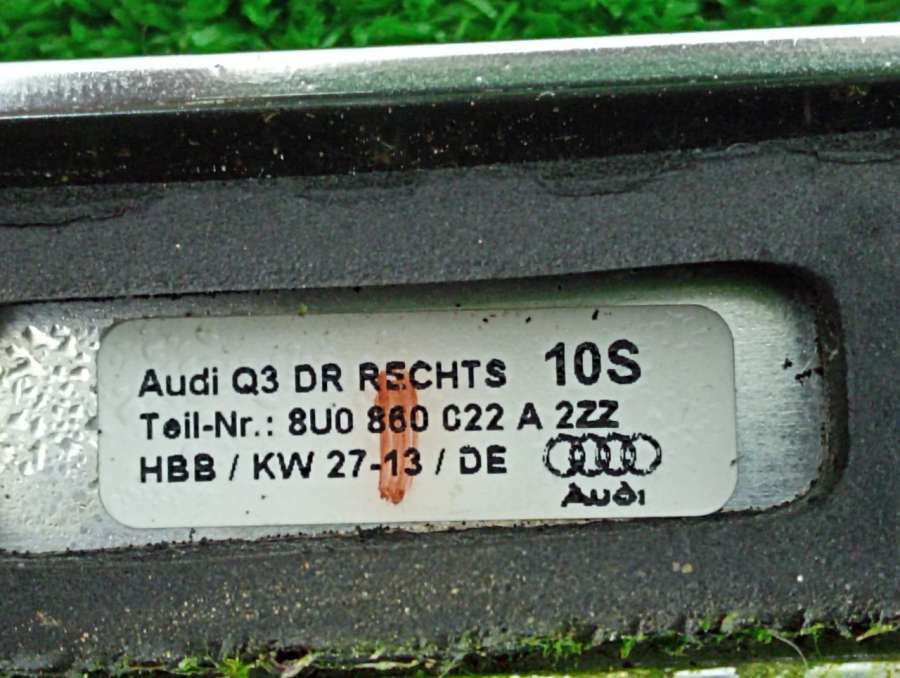 Audi Q3 DR RECHTS 10S
Teil-Nr.: 8U0 860 022 A 2ZZ
HBB / KW 27-13 / DE
Audi